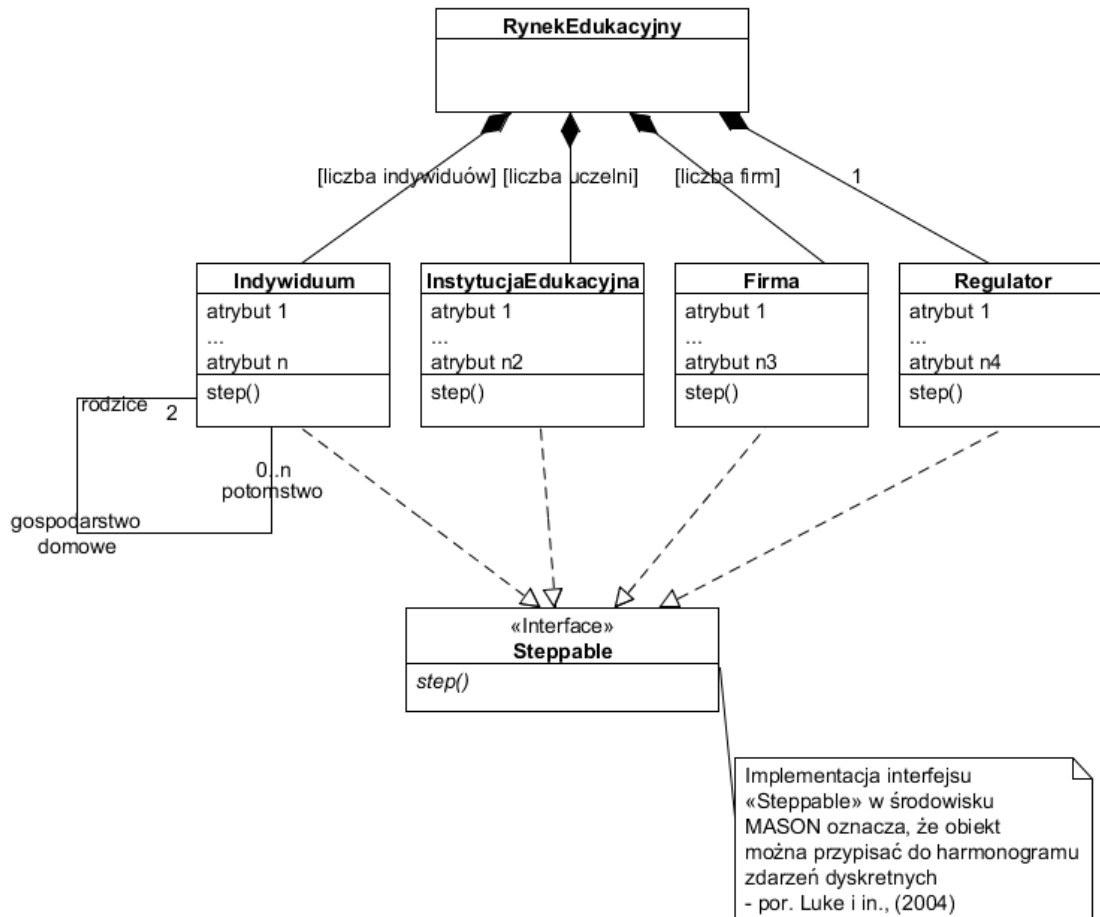 RynekEdukacyjny
[liczba indywiduów]
[liczba uczelni]
[liczba firm]
1
Indywiduum
atrybut 1
...
atrybut n
step()
InstytucjaEdukacyjna
atrybut 1
...
atrybut n2
step()
Firma
atrybut 1
...
atrybut n3
step()
Regulator
atrybut 1
...
atrybut n4
step()
rodzice
2
0..n
potomstwo
gospodarstwo
domowe
«Interface»
Steppable
step()
Implementacja interfejsu
«Steppable» w środowisku
MASON oznacza, że obiekt
można przypisać do harmonogramu
zdarzeń dyskretnych
- por. Luke i in., (2004)